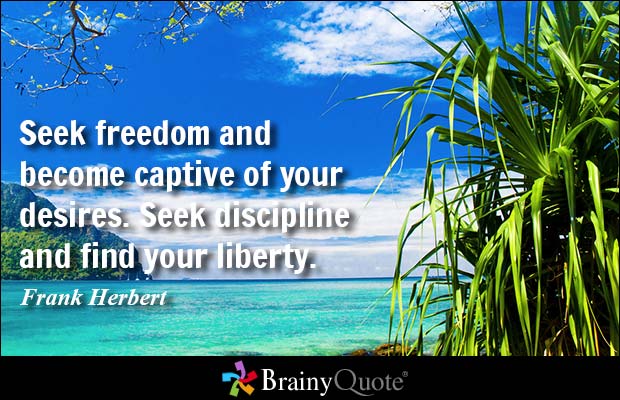 Seek freedom and
become captive of your
desires. Seek discipline
and find your liberty.
Frank Herbert
BrainyQuote®